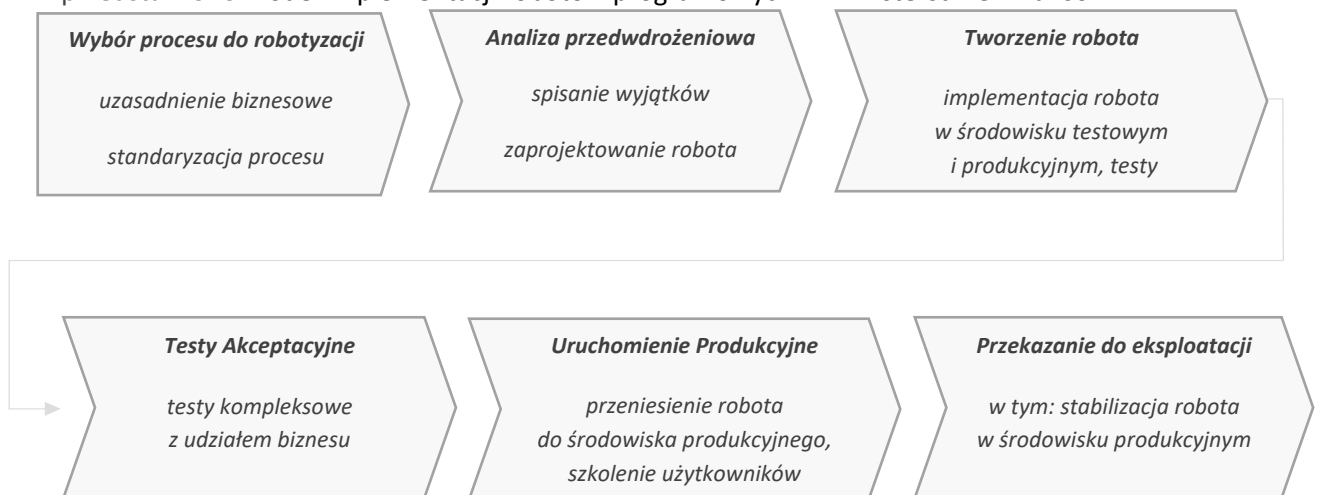 Wybór procesu do robotyzacji
uzasadnienie biznesowe
standaryzacja procesu
Analiza przedwdrożeniowa
spisanie wyjątków
zaprojektowanie robota
Tworzenie robota
implementacja robota
w środowisku testowym
i produkcyjnym, testy
Testy Akceptacyjne
testy kompleksowe
z udziałem biznesu
Uruchomienie Produkcyjne
przeniesienie robota
do środowiska produkcyjnego,
szkolenie użytkowników
Przekazanie do eksploatacji
w tym: stabilizacja robota
w środowisku produkcyjnym